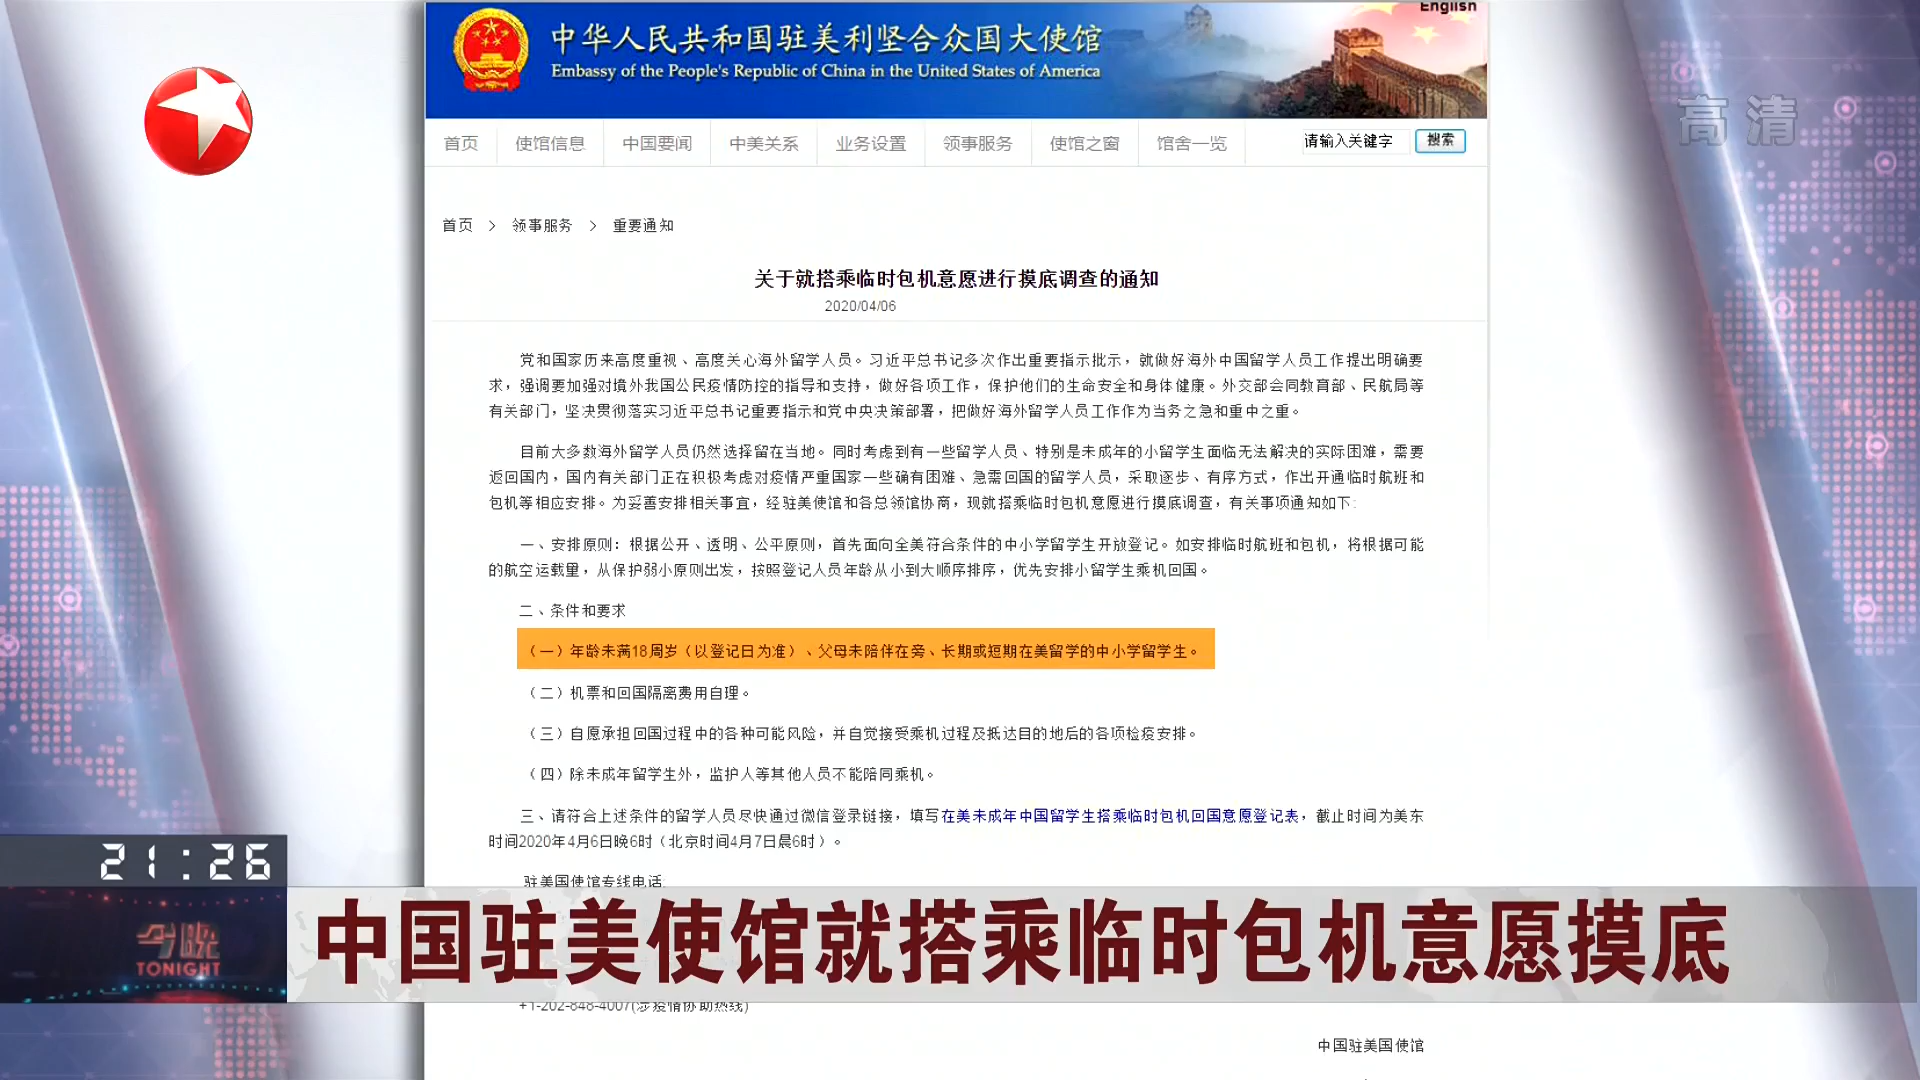 English
中华人民共和国驻美利坚合众国大使馆
Embassy of the People's Republic of China in the United States of America
高清
首页 使馆信息 中国要闻 中美关系 业务设置 领事服务 使馆之窗 馆舍一览 请输入关键字 搜索
首页 > 领事服务 > 重要通知
关于就搭乘临时包机意愿进行摸底调查的通知
2020/04/06
党和国家历来高度重视、高度关心海外留学人员。习近平总书记多次作出重要指示批示，就做好海外中国留学人员工作提出明确要
求，强调要加强对境外我国公民疫情防控的指导和支持，做好各项工作，保护他们的生命安全和身体健康。外交部会同教育部、民航局等
有关部门，坚决贯彻落实习近平总书记重要指示和党中央决策部署，把做好海外留学人员工作作为当务之急和重中之重。
目前大多数海外留学人员仍然选择留在当地。同时考虑到有一些留学人员、特别是未成年的小留学生面临无法解决的实际困难，需要
返回国内，国内有关部门正在积极考虑对疫情严重国家一些确有困难、急需回国的留学人员，采取逐步、有序方式，作出开通临时航班和
包机等相应安排。为妥善安排相关事宜，经驻美使馆和各总领馆协商，现就搭乘临时包机意愿进行摸底调查，有关事项通知如下:
一、安排原则：根据公开、透明、公平原则，首先面向全美符合条件的中小学留学生开放登记。如安排临时航班和包机，将根据可能
的航空运载量，从保护弱小原则出发，按照登记人员年龄从小到大顺序排序，优先安排小留学生乘机回国。
二、条件和要求
（一）年龄未满18周岁（以登记日为准）、父母未陪伴在旁、长期或短期在美留学的中小学留学生。
（二）机票和回国隔离费用自理。
（三）自愿承担回国过程中的各种可能风险，并自觉接受乘机过程及抵达目的地后的各项检疫安排。
（四）除未成年留学生外，监护人等其他人员不能陪同乘机。
三、请符合上述条件的留学人员尽快通过微信登录链接，填写在美未成年中国留学生搭乘临时包机回国意愿登记表，截止时间为美东
时间2020年4月6日晚6时（北京时间4月7日晨6时）。
驻美国使馆专线电话:
21:26
今晚
TONIGHT
中国驻美使馆就搭乘临时包机意愿摸底
+1-202-848-4007(涉疫情协助热线)
中国驻美国使馆